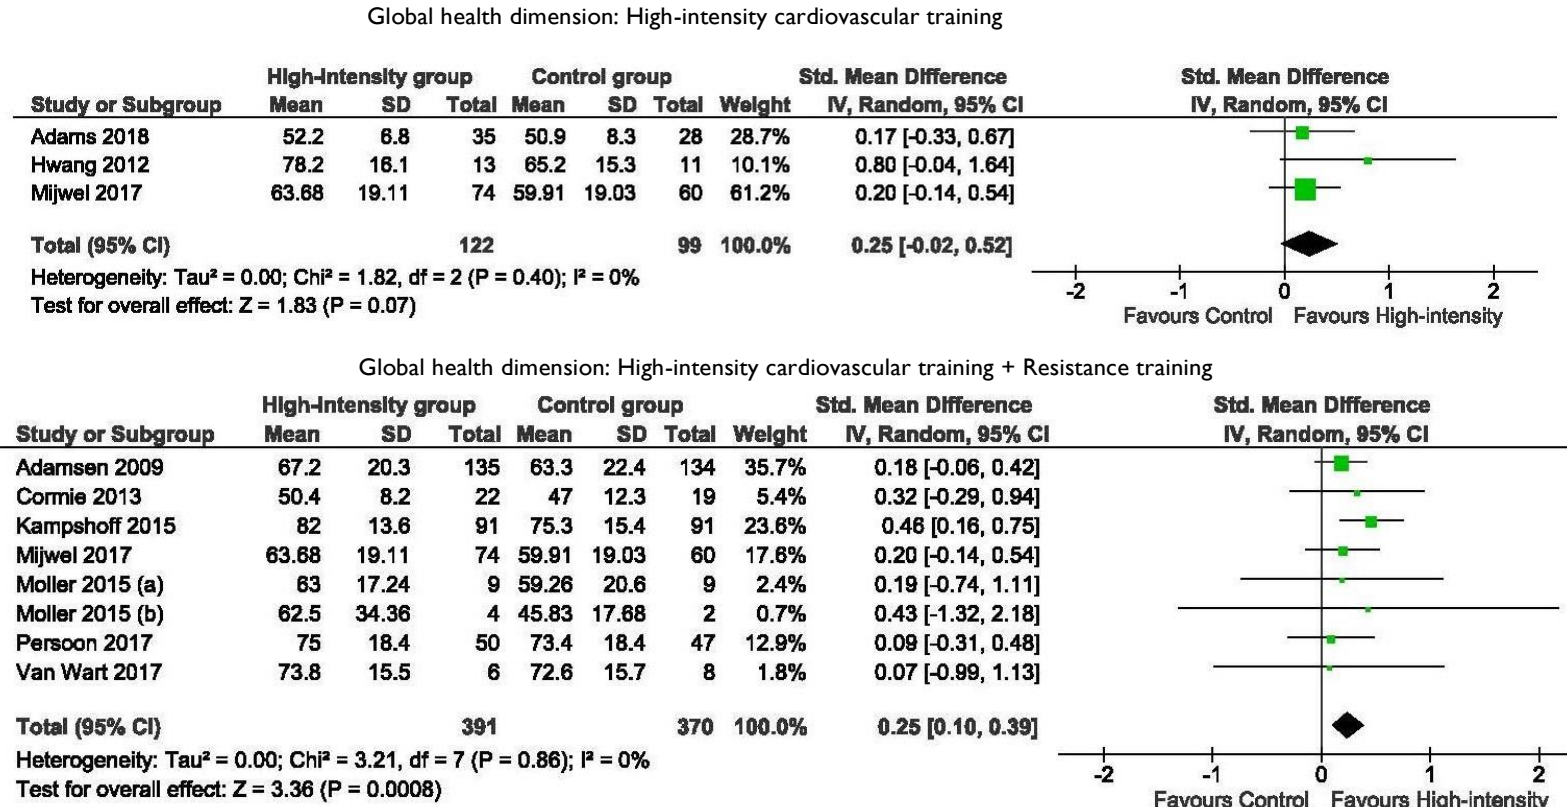 Global health dimension: High-intensity cardiovascular training
High-Intensity group Control group Std. Mean Difference Std. Mean Difference
Study or Subgroup Mean SD Total Mean SD Total Weight IV, Random, 95% CI IV, Random, 95% CI
Adams 2018 52.2 6.8 35 50.9 8.3 28 28.7% 0.17 [-0.33, 0.67]
Hwang 2012 78.2 16.1 13 65.2 15.3 11 10.1% 0.80 [-0.04, 1.64]
Mijwel 2017 63.68 19.11 74 59.91 19.03 60 61.2% 0.20 [-0.14, 0.54]
Total (95% CI) 122 99 100.0% 0.25 [-0.02, 0.52]
Heterogeneity: Tau² = 0.00; Chi² = 1.82, df = 2 (P = 0.40); I² = 0%
Test for overall effect: Z = 1.83 (P = 0.07)
-2 -1 0 1 2
Favours Control Favours High-intensity
Global health dimension: High-intensity cardiovascular training + Resistance training
High-Intensity group Control group Std. Mean Difference Std. Mean Difference
Study or Subgroup Mean SD Total Mean SD Total Weight IV, Random, 95% CI IV, Random, 95% CI
Adamsen 2009 67.2 20.3 135 63.3 22.4 134 35.7% 0.18 [-0.06, 0.42]
Cormie 2013 50.4 8.2 22 47 12.3 19 5.4% 0.32 [-0.29, 0.94]
Kampshoff 2015 82 13.6 91 75.3 15.4 91 23.6% 0.46 [0.16, 0.75]
Mijwel 2017 63.68 19.11 74 59.91 19.03 60 17.6% 0.20 [-0.14, 0.54]
Moller 2015 (a) 63 17.24 9 59.26 20.6 9 2.4% 0.19 [-0.74, 1.11]
Moller 2015 (b) 62.5 34.36 4 45.83 17.68 2 0.7% 0.43 [-1.32, 2.18]
Persoon 2017 75 18.4 50 73.4 18.4 47 12.9% 0.09 [-0.31, 0.48]
Van Wart 2017 73.8 15.5 6 72.6 15.7 8 1.8% 0.07 [-0.99, 1.13]
Total (95% CI) 391 370 100.0% 0.25 [0.10, 0.39]
Heterogeneity: Tau² = 0.00; Chi² = 3.21, df = 7 (P = 0.86); I² = 0%
Test for overall effect: Z = 3.36 (P = 0.0008)
-2 -1 0 1 2
Favours Control Favours High-intensity